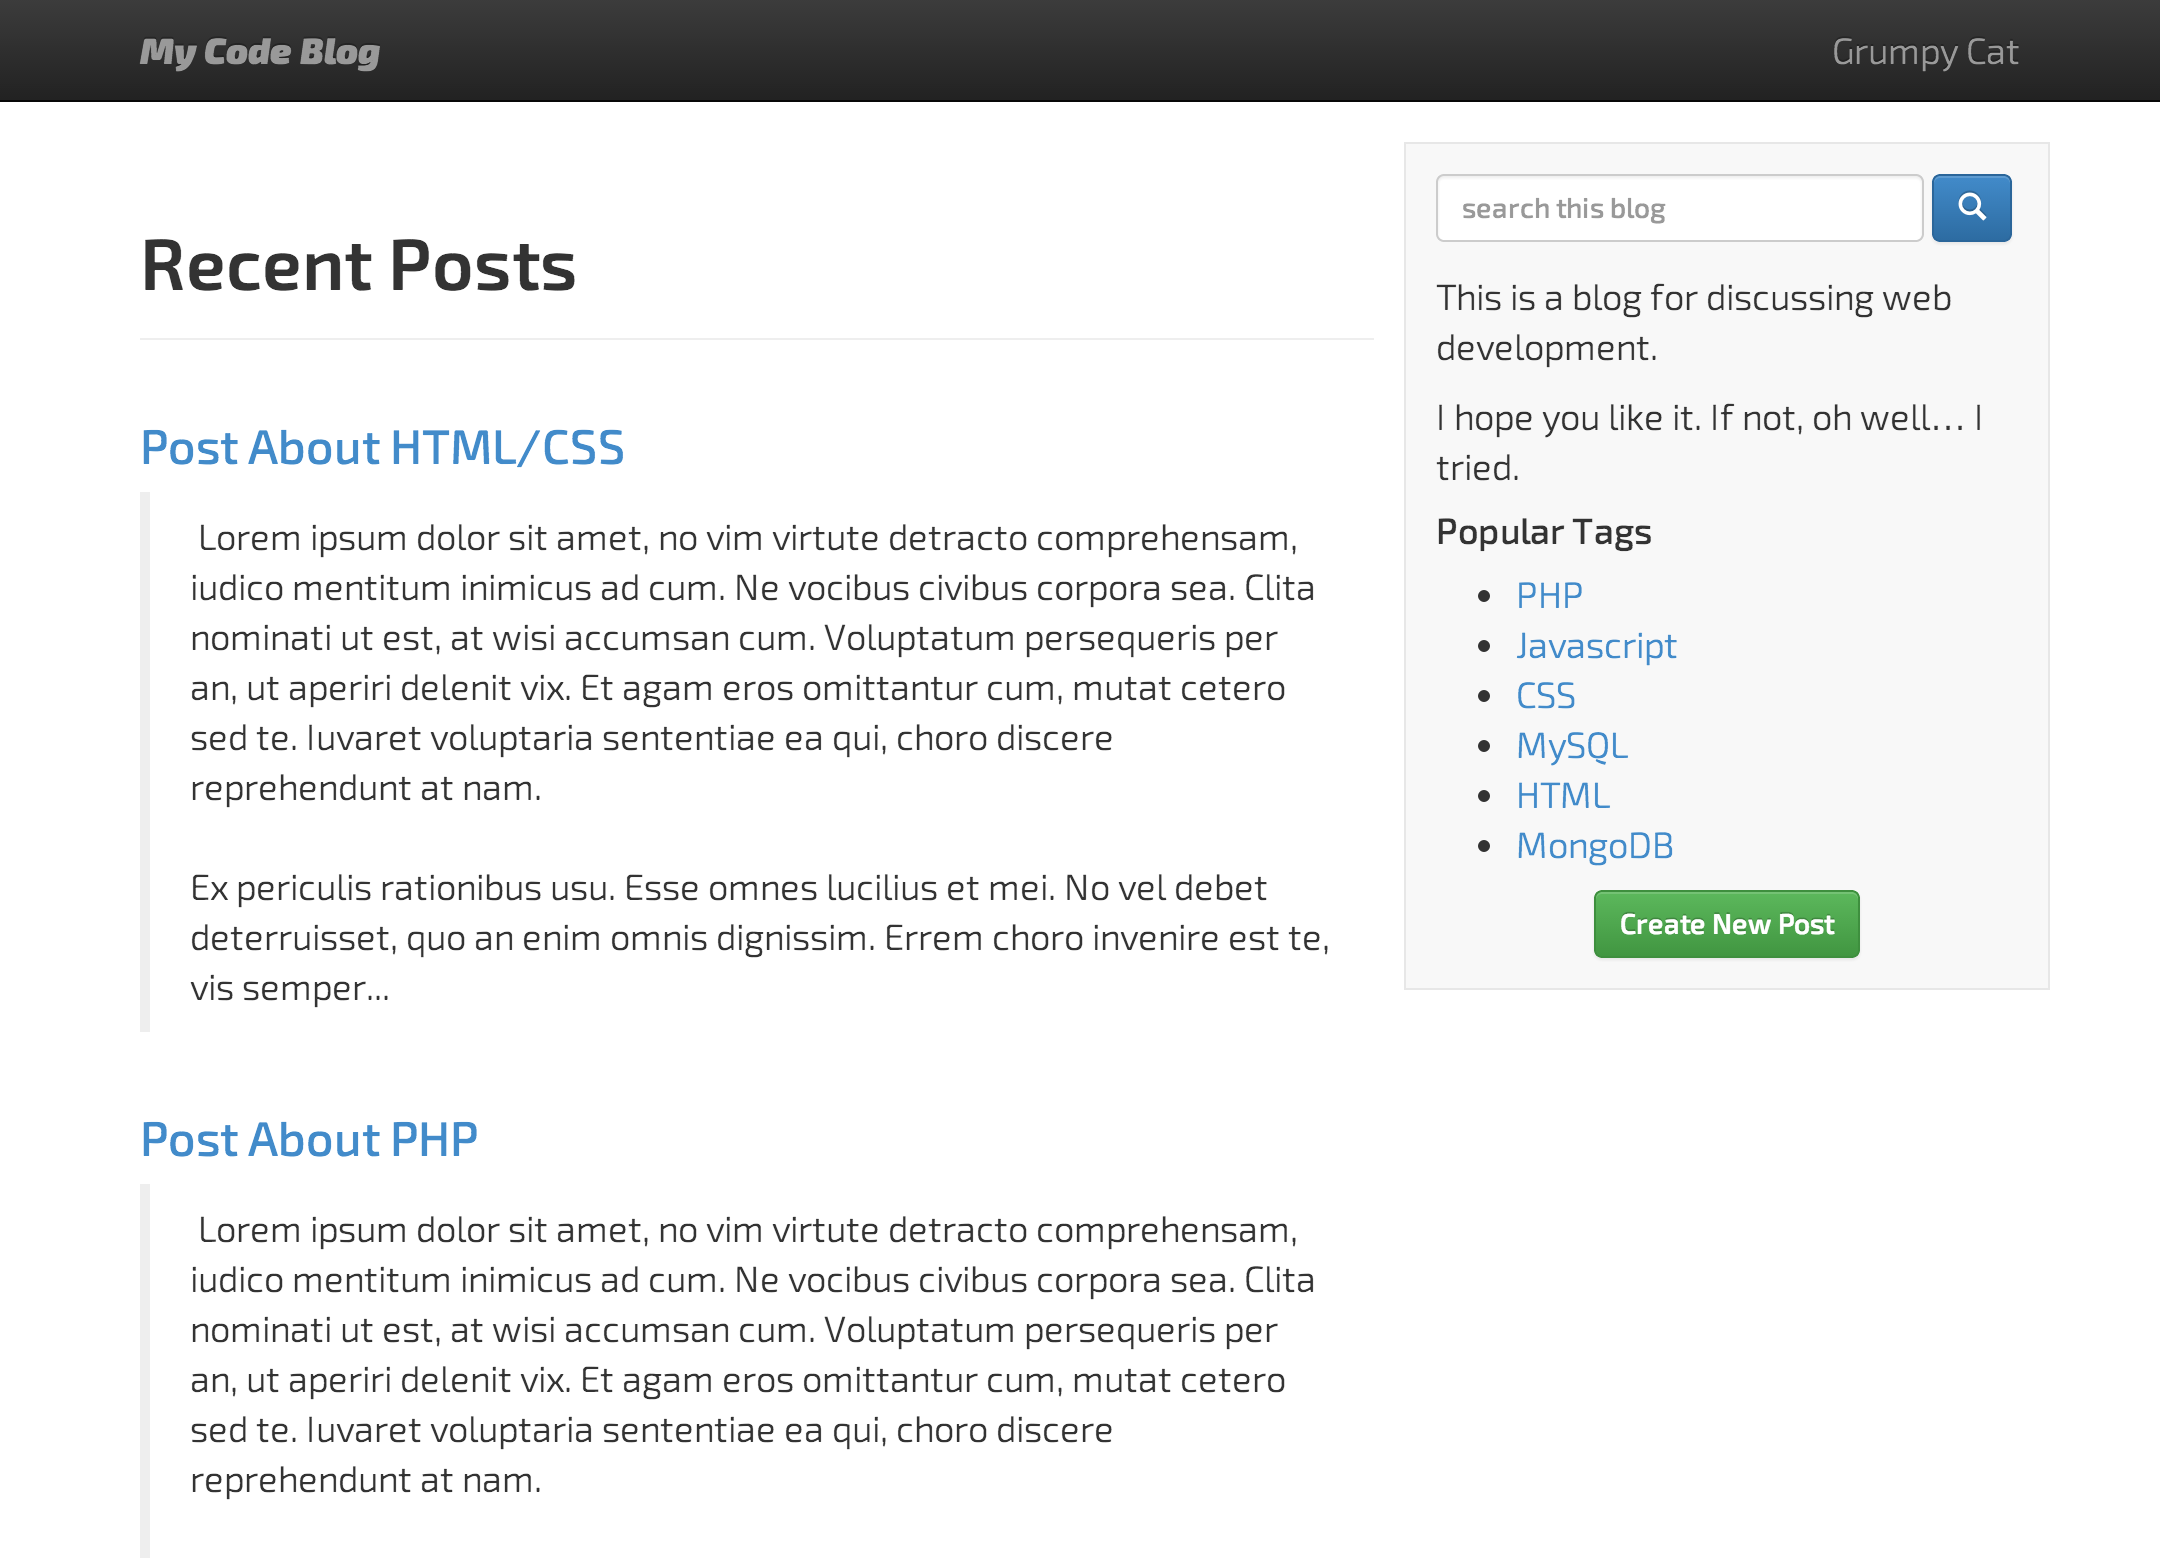 My Code Blog
Grumpy Cat
Recent Posts
Post About HTML/CSS
Lorem ipsum dolor sit amet, no vim virtute detracto comprehensam,
iudico mentitum inimicus ad cum. Ne vocibus civibus corpora sea. Clita
nominati ut est, at wisi accumsan cum. Voluptatum persequeris per
an, ut aperiri delenit vix. Et agam eros omittantur cum, mutat cetero
sed te. Iuvaret voluptaria sententiae ea qui, choro discere
reprehendunt at nam.
Ex periculis rationibus usu. Esse omnes lucilius et mei. No vel debet
deterruisset, quo an enim omnis dignissim. Errem choro invenire est te,
vis semper...
Post About PHP
Lorem ipsum dolor sit amet, no vim virtute detracto comprehensam,
iudico mentitum inimicus ad cum. Ne vocibus civibus corpora sea. Clita
nominati ut est, at wisi accumsan cum. Voluptatum persequeris per
an, ut aperiri delenit vix. Et agam eros omittantur cum, mutat cetero
sed te. Iuvaret voluptaria sententiae ea qui, choro discere
reprehendunt at nam.
search this blog
This is a blog for discussing web
development.
I hope you like it. If not, oh well... I
tried.
Popular Tags
PHP
Javascript
CSS
MySQL
HTML
MongoDB
Create New Post